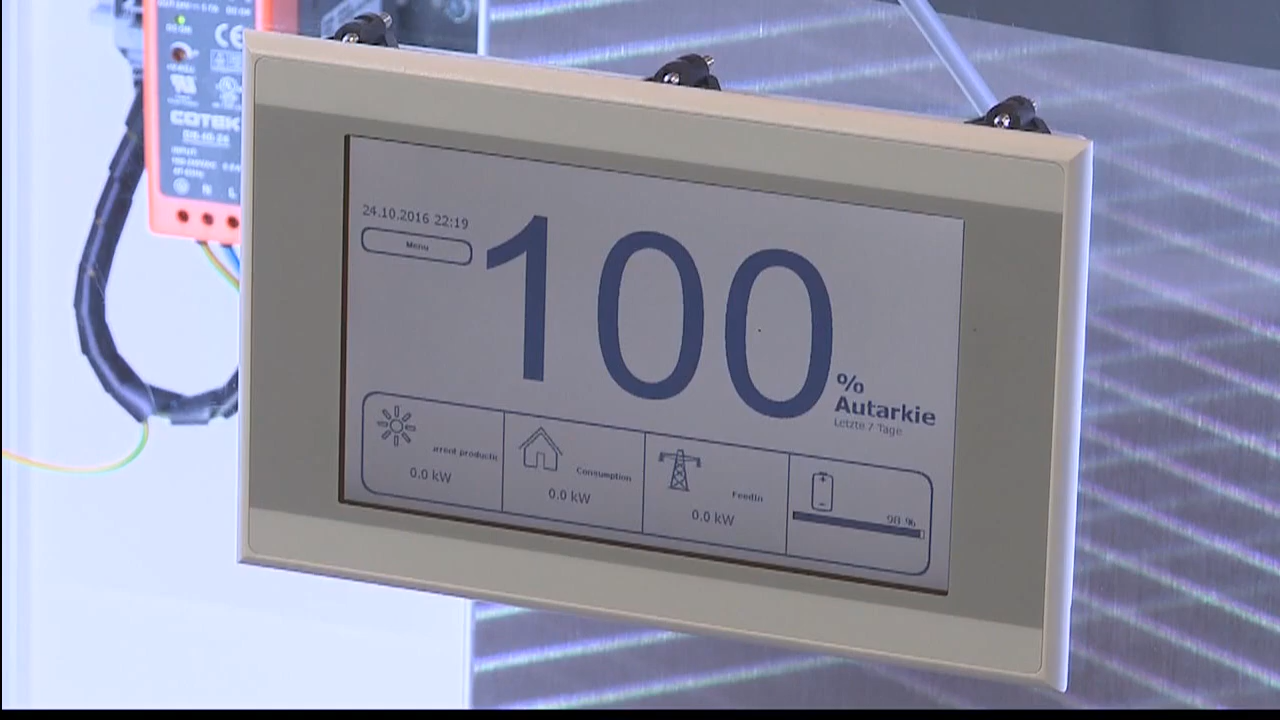 COTEK
24.10.2016 22:19
Menu
100
%
Autarkie
Letzte 7 Tage
0.0 kW
Consumption
0.0 kW
FeedIn
0.0 kW
98 %
N L